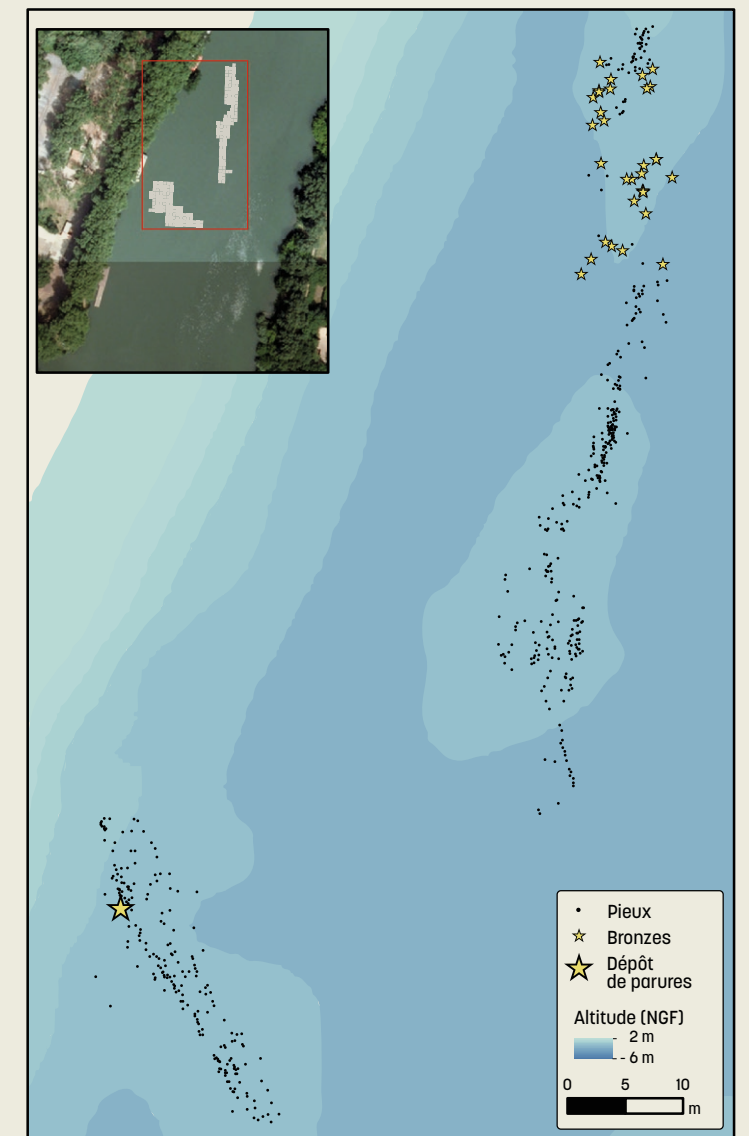 Pieux
Bronzes
Dépôt
de parures
Altitude (NGF)
- 2 m
-- 6 m
0 5 10
m